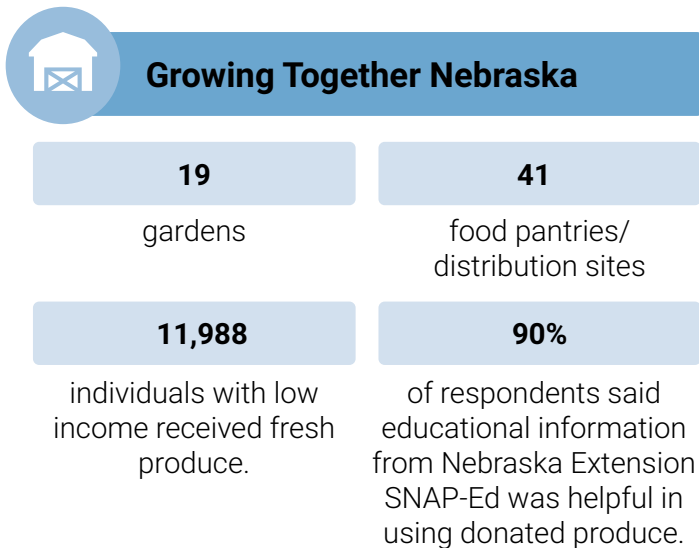 Growing Together Nebraska
19
gardens
41
food pantries/
distribution sites
11,988
individuals with low
income received fresh
produce.
90%
of respondents said
educational information
from Nebraska Extension
SNAP-Ed was helpful in
using donated produce.